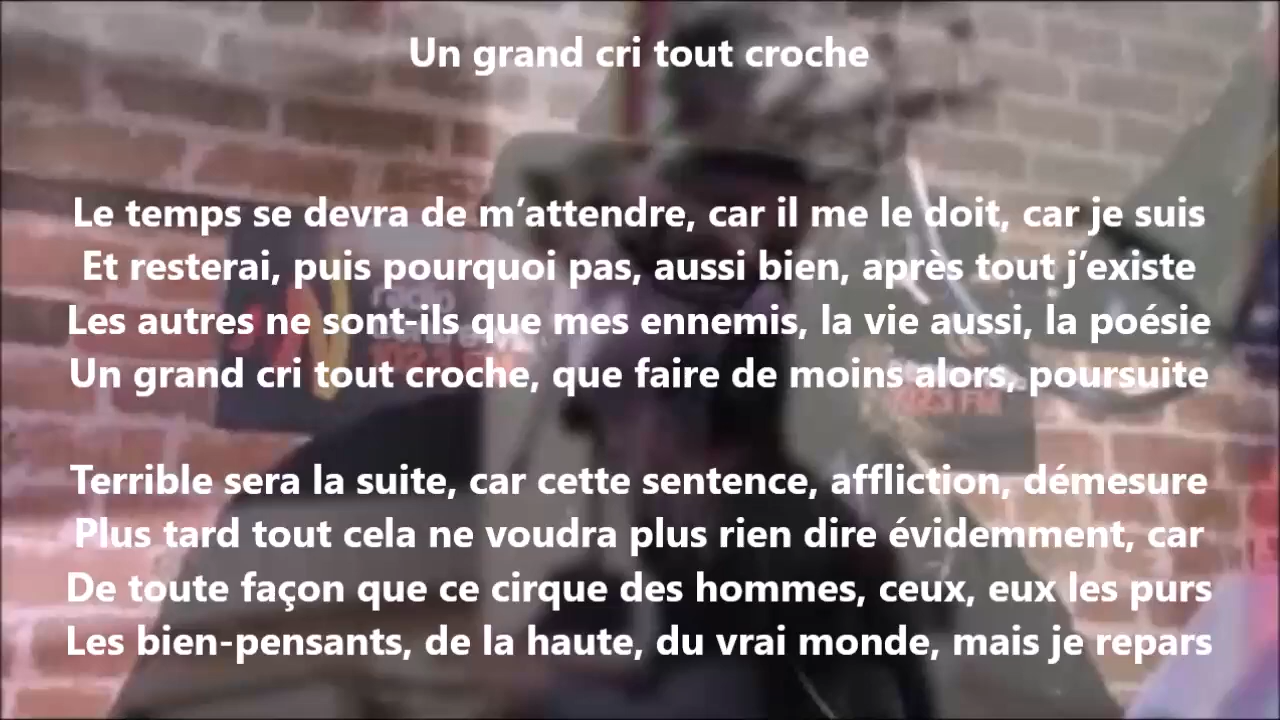 Un grand cri tout croche
Le temps se devra de m’attendre, car il me le doit, car je suis
Et resterai, puis pourquoi pas, aussi bien, après tout j’existe
Les autres ne sont-ils que mes ennemis, la vie aussi, la poésie
Un grand cri tout croche, que faire de moins alors, poursuite
Terrible sera la suite, car cette sentence, affliction, démesure
Plus tard tout cela ne voudra plus rien dire évidemment, car
De toute façon que ce cirque des hommes, ceux, eux les purs
Les bien-pensants, de la haute, du vrai monde, mais je repars
radio
102.3 FM